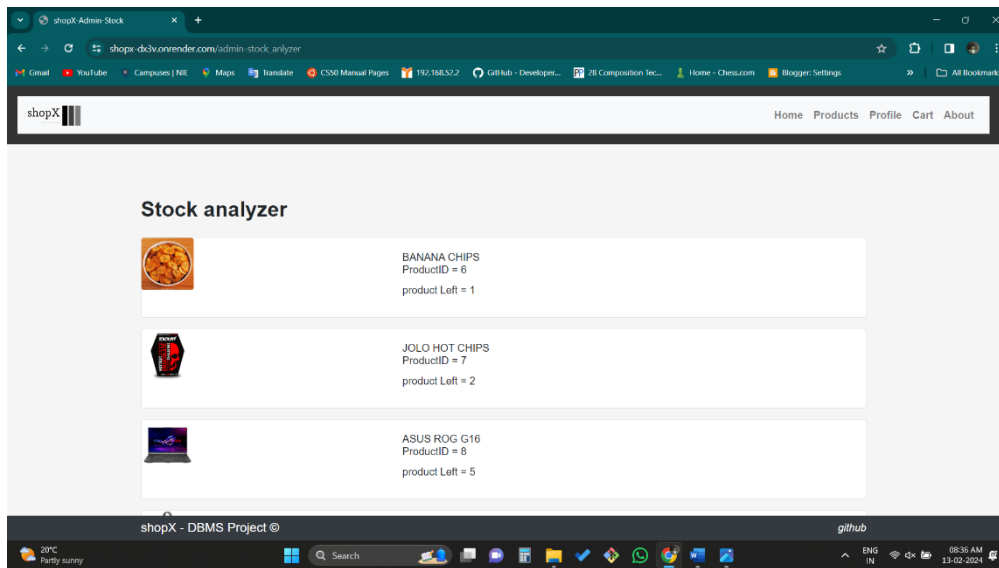 shopX-Admin-Stock
shopx-dx3v.onrender.com/admin-stock_anlyzer
Gmail YouTube Campuses | NIE Maps Translate CS50 Manual Pages 192.168.52.2 GitHub - Developer... PP 28 Composition Tec... Home - Chess.com Blogger: Settings » All Bookmark
shopX Home Products Profile Cart About
Stock analyzer
BANANA CHIPS
ProductID = 6
product Left = 1
JOLO HOT CHIPS
ProductID = 7
product Left = 2
ASUS ROG G16
ProductID = 8
product Left = 5
shopX - DBMS Project © github
20°C
Partly sunny
Search
ENG
IN
08:36 AM
13-02-2024